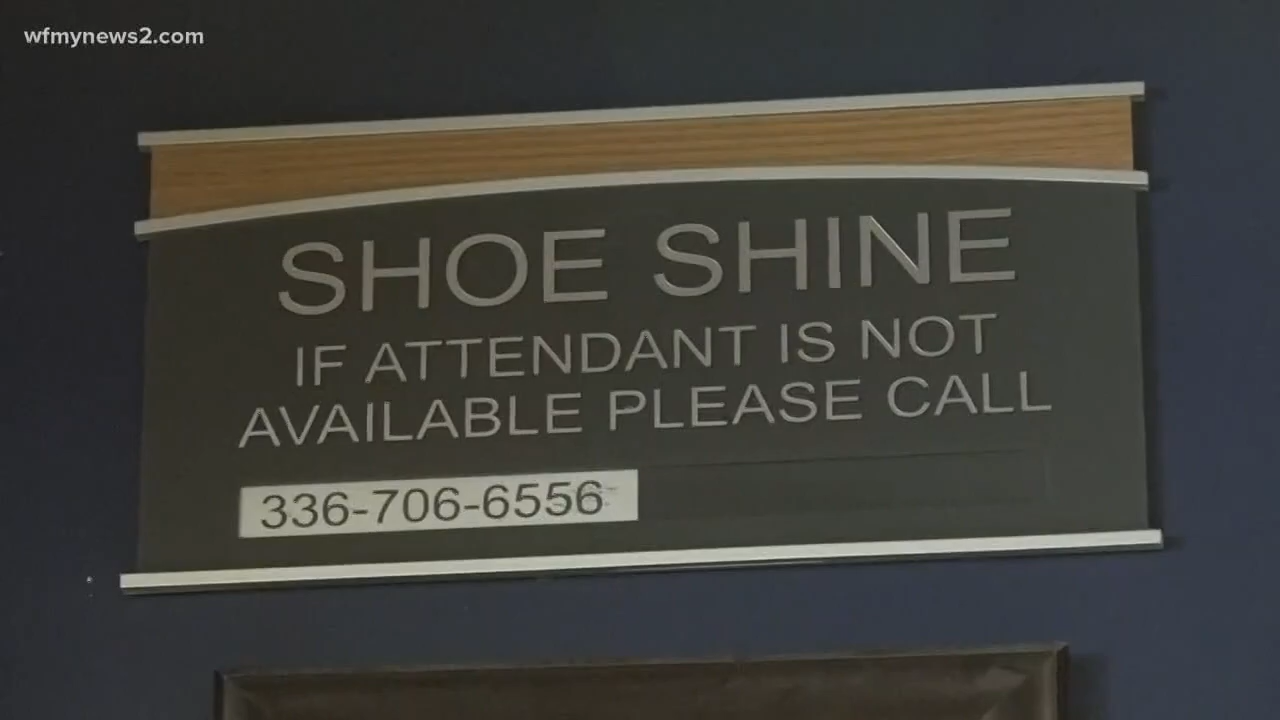 wfmynews2.com
SHOE SHINE
IF ATTENDANT IS NOT
AVAILABLE PLEASE CALL
336-706-6556